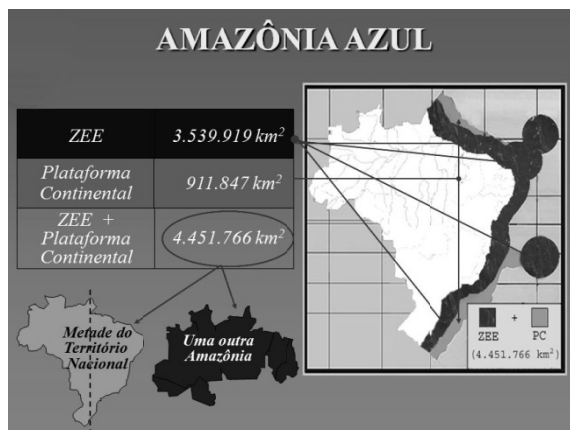 AMAZÔNIA AZUL
ZEE
3.539.919 km²
Plataforma
Continental
911.847 km²
ZEE +
Plataforma
Continental
4.451.766 km²
Metade do
Território
Nacional
Uma outra
Amazônia
ZEE + PC
(4.451.766 km²)